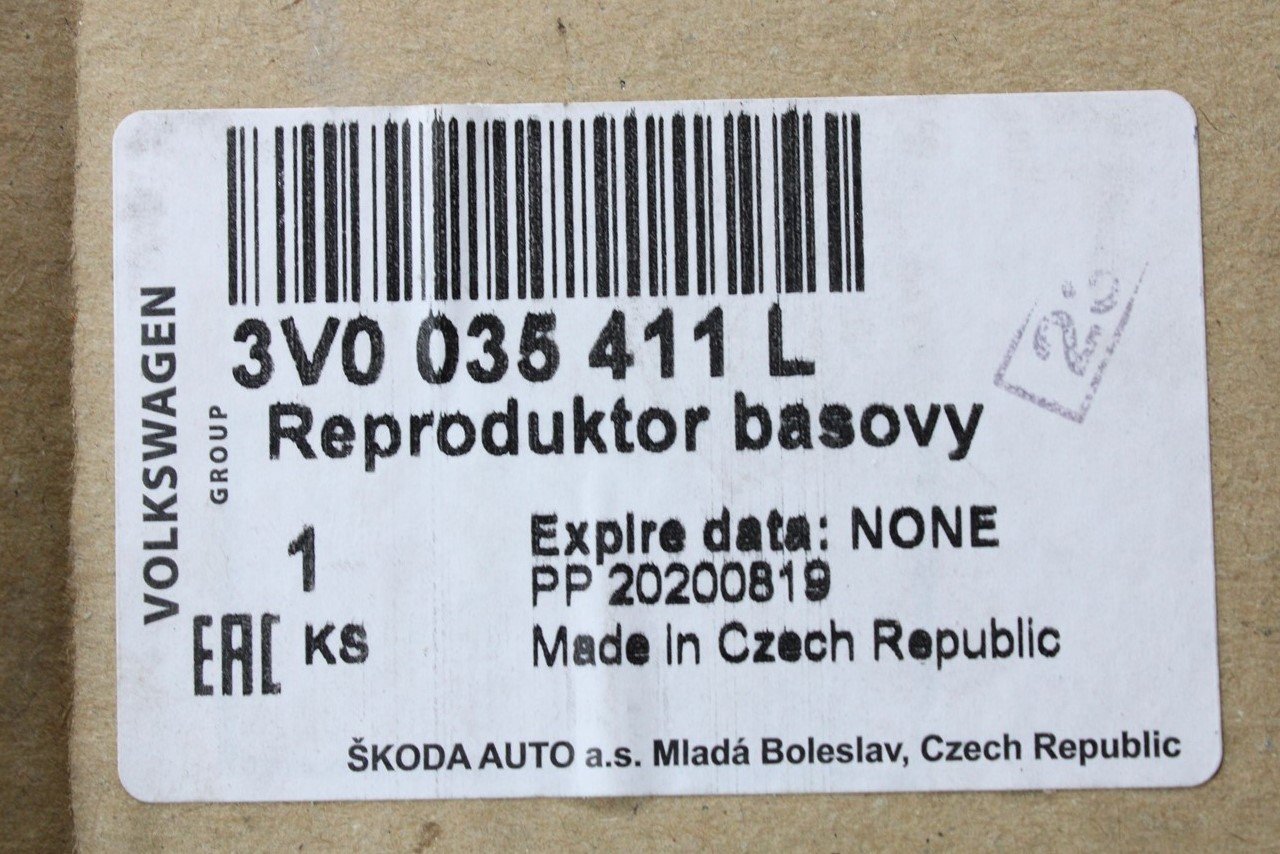 3V0 035 411 L
Reproduktor basovy
VOLKSWAGEN
GROUP
1
Expire data: NONE
PP 20200819
EAC KS
Made in Czech Republic
ŠKODA AUTO a.s. Mladá Boleslav, Czech Republic